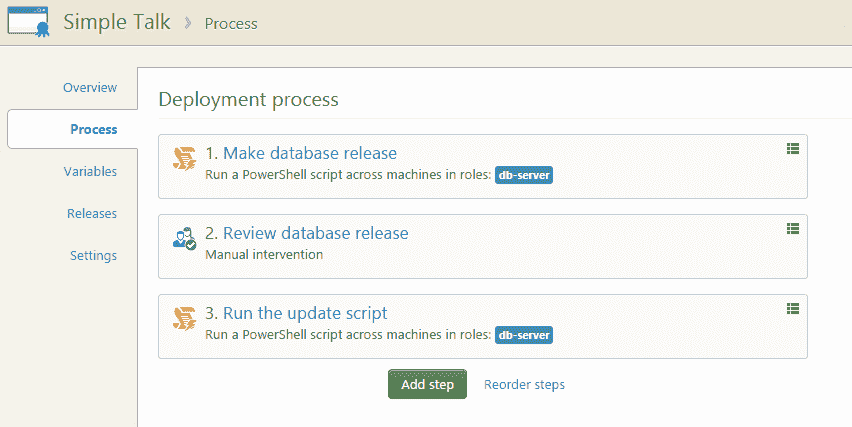 Simple Talk > Process
Overview
Process
Variables
Releases
Settings
Deployment process
1. Make database release
Run a PowerShell script across machines in roles: db-server
2. Review database release
Manual intervention
3. Run the update script
Run a PowerShell script across machines in roles: db-server
Add step Reorder steps